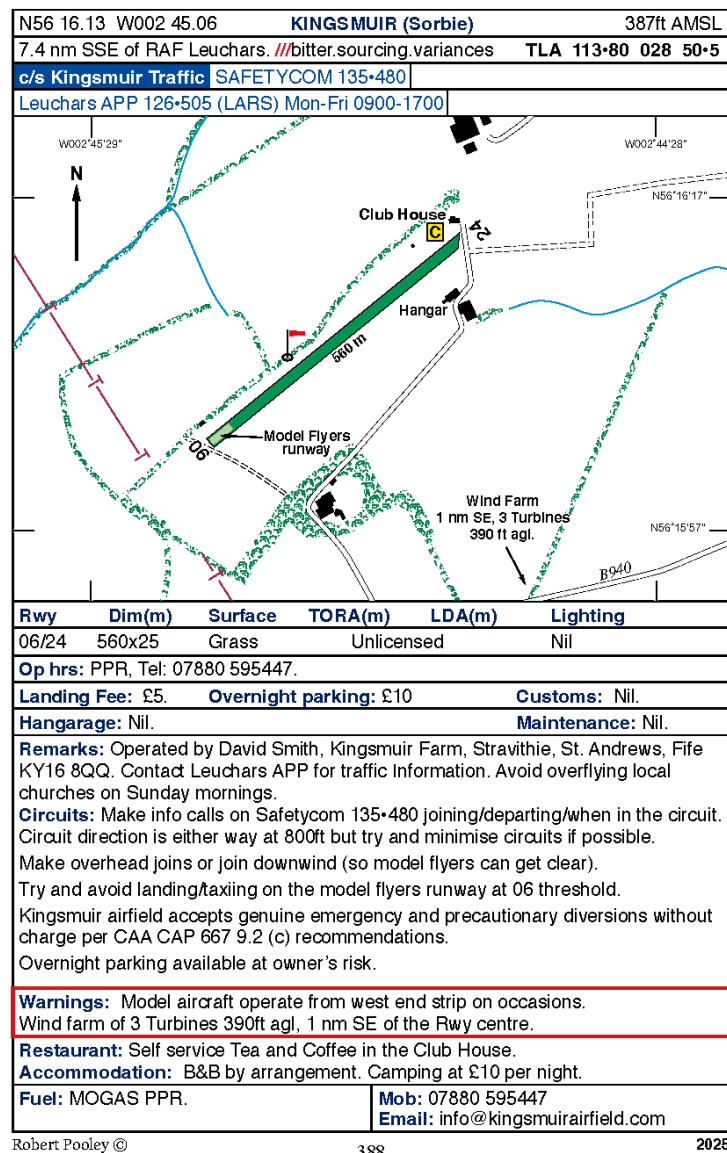 N56 16.13  W002 45.06 KINGSMUIR (Sorbie) 387ft AMSL
7.4 nm SSE of RAF Leuchars. ///bitter.sourcing.variances TLA 113•80 028 50•5
c/s Kingsmuir Traffic SAFETYCOM 135•480
Leuchars APP 126•505 (LARS) Mon-Fri 0900-1700
W002°45'29"
W002°44'28"
N
N56°16'17"
Club House
C
24
Hangar
560 m
06
Model Flyers
runway
Wind Farm
1 nm SE, 3 Turbines
390 ft agl.
N56°15'57"
B940
Rwy Dim(m) Surface TORA(m) LDA(m) Lighting
06/24 560x25 Grass Unlicensed Nil
Op hrs: PPR, Tel: 07880 595447.
Landing Fee: £5. Overnight parking: £10 Customs: Nil.
Hangarage: Nil. Maintenance: Nil.
Remarks: Operated by David Smith, Kingsmuir Farm, Stravithie, St. Andrews, Fife
KY16 8QQ. Contact Leuchars APP for traffic Information. Avoid overflying local
churches on Sunday mornings.
Circuits: Make info calls on Safetycom 135•480 joining/departing/when in the circuit.
Circuit direction is either way at 800ft but try and minimise circuits if possible.
Make overhead joins or join downwind (so model flyers can get clear).
Try and avoid landing/taxiing on the model flyers runway at 06 threshold.
Kingsmuir airfield accepts genuine emergency and precautionary diversions without
charge per CAA CAP 667 9.2 (c) recommendations.
Overnight parking available at owner's risk.
Warnings: Model aircraft operate from west end strip on occasions.
Wind farm of 3 Turbines 390ft agl, 1 nm SE of the Rwy centre.
Restaurant: Self service Tea and Coffee in the Club House.
Accommodation: B&B by arrangement. Camping at £10 per night.
Fuel: MOGAS PPR. Mob: 07880 595447
Email: info@kingsmuirairfield.com
Robert Pooley © 388 2025